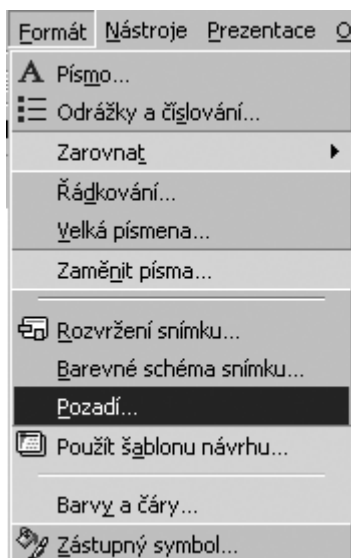 Formát Nástroje Prezentace O
A Písmo...
Odrážky a číslování...
Zarovnat
Řádkování...
Velká písmena...
Zaměnit písma...
Rozvržení snímku...
Barevné schéma snímku...
Pozadí...
Použít šablonu návrhu...
Barvy a čáry...
Zástupný symbol...